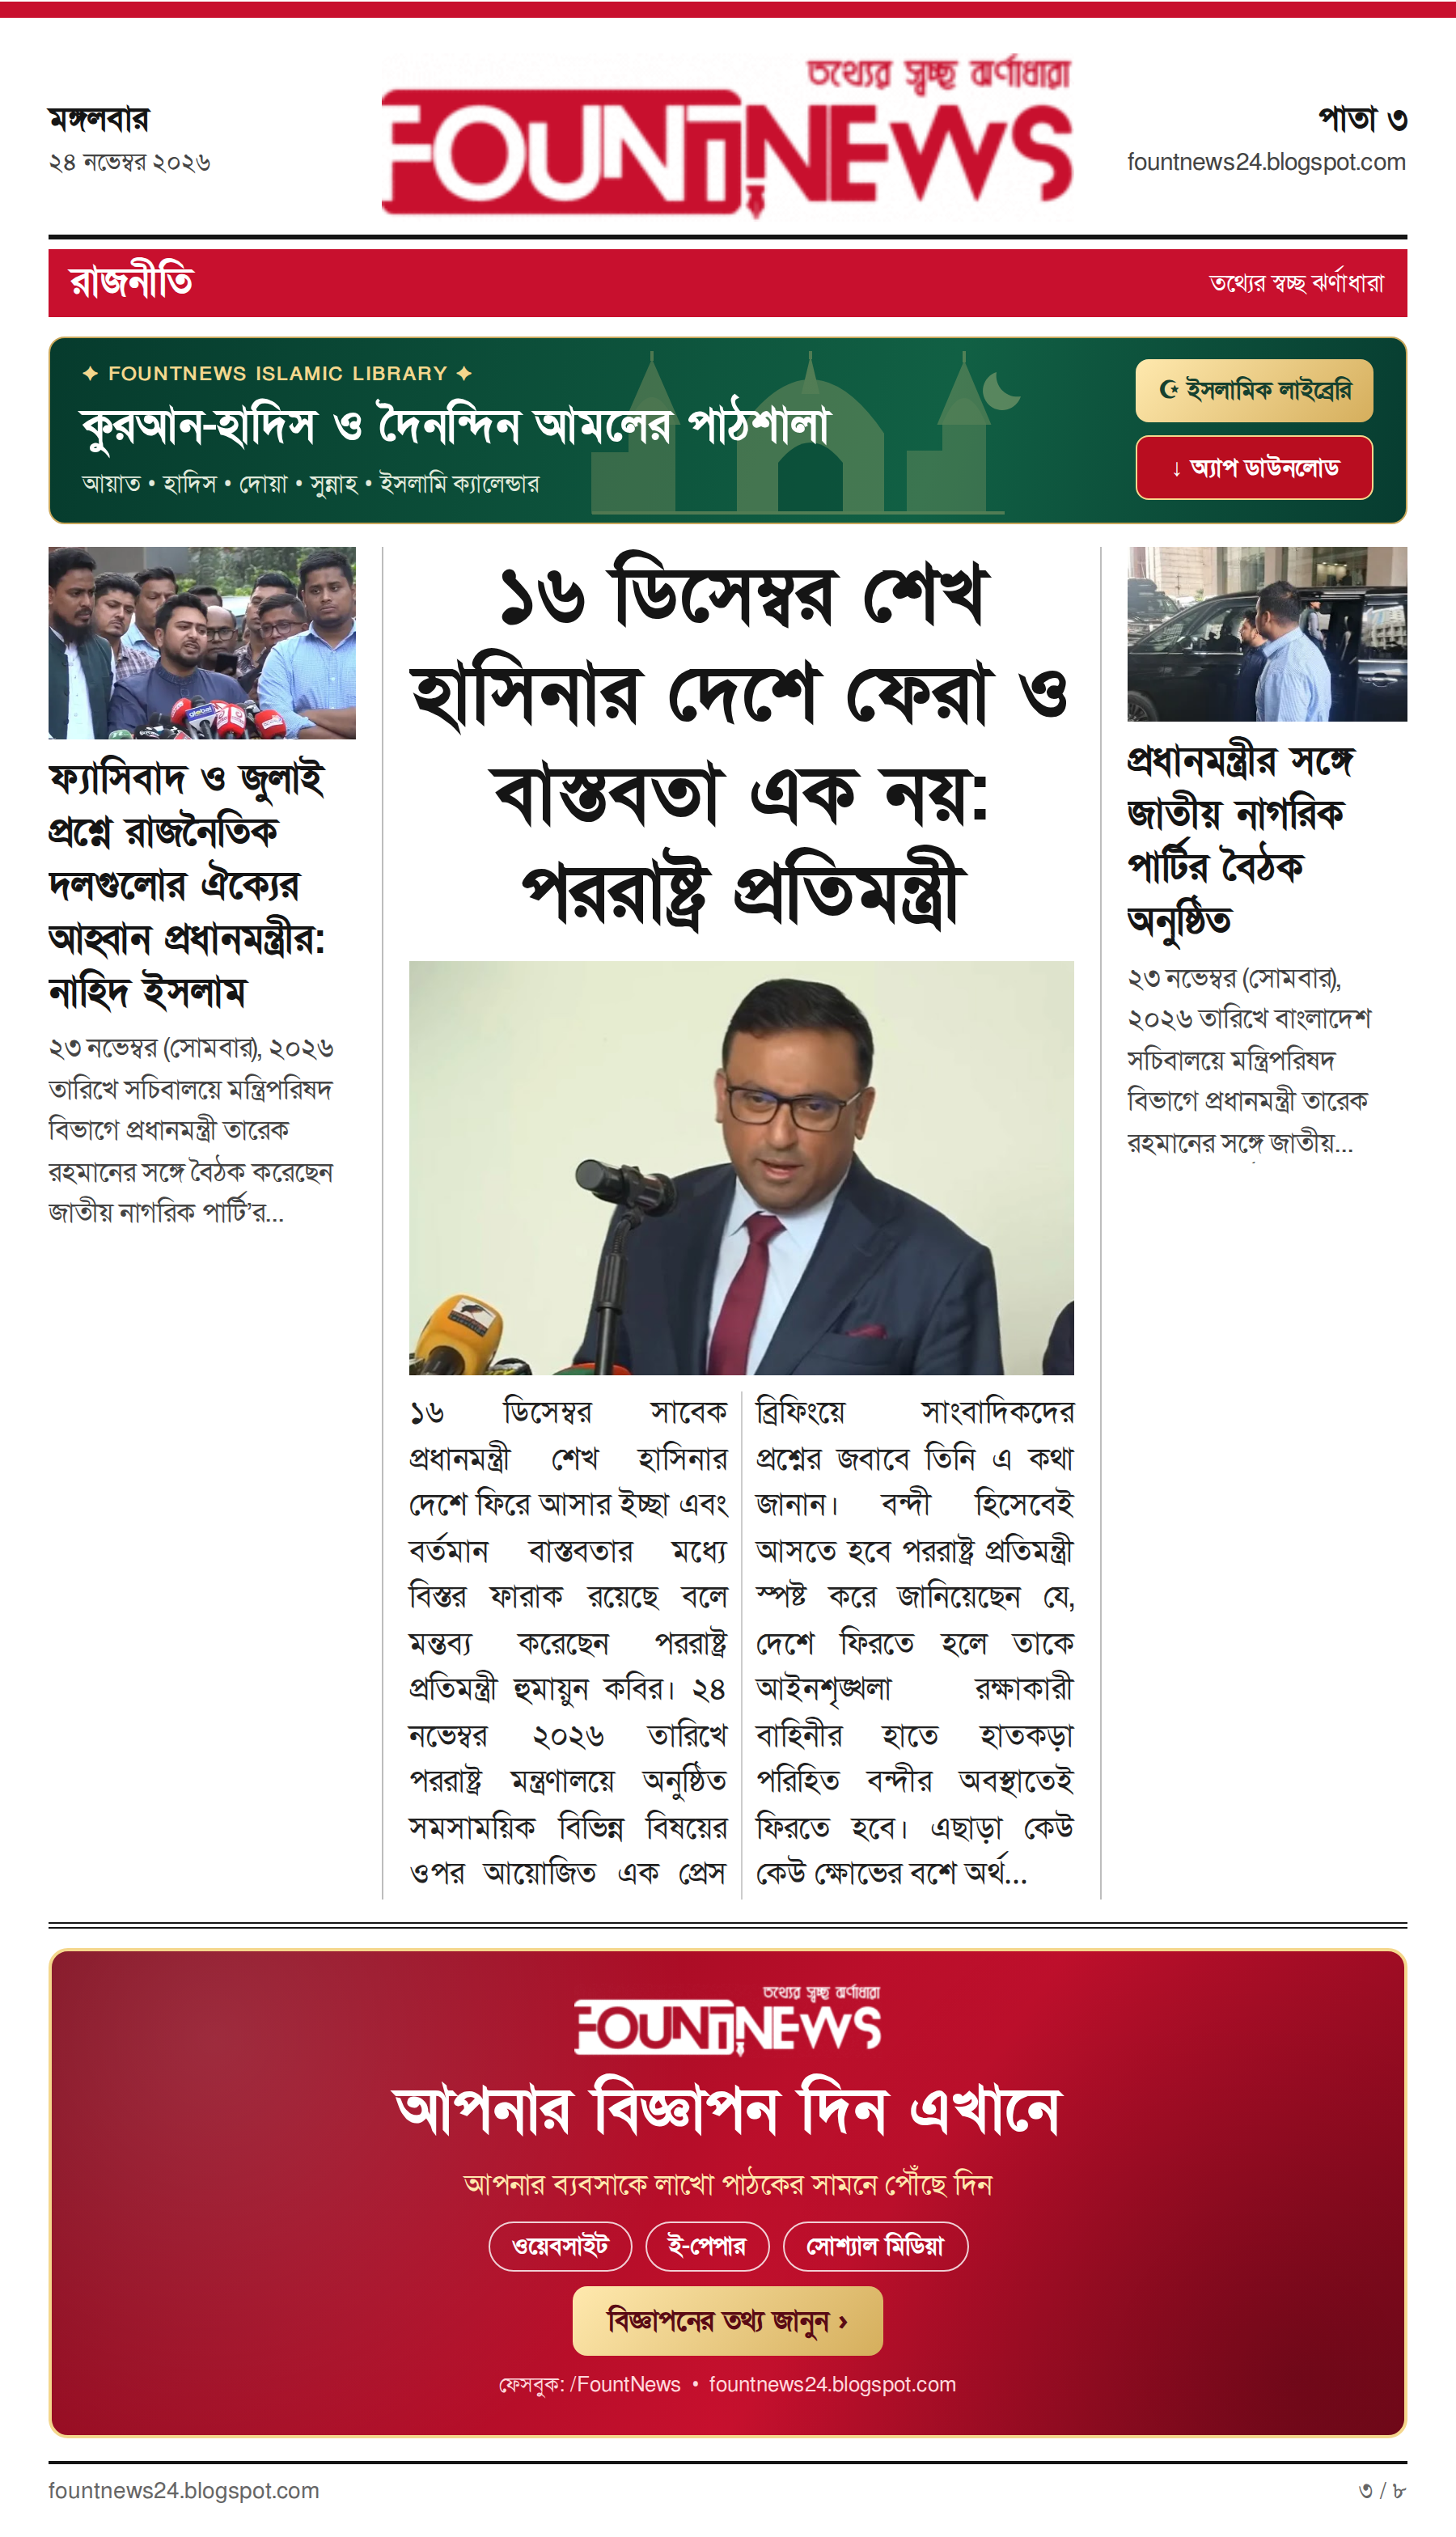 তথ্যের স্বচ্ছ ঝর্ণাধারা
FOUNTNEWS
মঙ্গলবার
২৪ নভেম্বর ২০২৬
পাতা ৩
fountnews24.blogspot.com
রাজনীতি
তথ্যের স্বচ্ছ ঝর্ণাধারা
✦ FOUNTNEWS ISLAMIC LIBRARY ✦
কুরআন-হাদিস ও দৈনন্দিন আমলের পাঠশালা
আয়াত • হাদিস • দোয়া • সুন্নাহ • ইসলামি ক্যালেন্ডার
☪ ইসলামিক লাইব্রেরি
↓ অ্যাপ ডাউনলোড
ফ্যাসিবাদ ও জুলাই
প্রশ্নে রাজনৈতিক
দলগুলোর ঐক্যের
আহ্বান প্রধানমন্ত্রীর:
নাহিদ ইসলাম
২৩ নভেম্বর (সোমবার), ২০২৬
তারিখে সচিবালয়ে মন্ত্রিপরিষদ
বিভাগে প্রধানমন্ত্রী তারেক
রহমানের সঙ্গে বৈঠক করেছেন
জাতীয় নাগরিক পার্টি'র...
১৬ ডিসেম্বর শেখ
হাসিনার দেশে ফেরা ও
বাস্তবতা এক নয়:
পররাষ্ট্র প্রতিমন্ত্রী
১৬ ডিসেম্বর সাবেক
প্রধানমন্ত্রী শেখ হাসিনার
দেশে ফিরে আসার ইচ্ছা এবং
বর্তমান বাস্তবতার মধ্যে
বিস্তর ফারাক রয়েছে বলে
মন্তব্য করেছেন পররাষ্ট্র
প্রতিমন্ত্রী হুমায়ুন কবির। ২৪
নভেম্বর ২০২৬ তারিখে
পররাষ্ট্র মন্ত্রণালয়ে অনুষ্ঠিত
সমসাময়িক বিভিন্ন বিষয়ের
ওপর আয়োজিত এক প্রেস
ব্রিফিংয়ে সাংবাদিকদের
প্রশ্নের জবাবে তিনি এ কথা
জানান। বন্দী হিসেবেই
আসতে হবে পররাষ্ট্র প্রতিমন্ত্রী
স্পষ্ট করে জানিয়েছেন যে,
দেশে ফিরতে হলে তাকে
আইনশৃঙ্খলা রক্ষাকারী
বাহিনীর হাতে হাতকড়া
পরিহিত বন্দীর অবস্থাতেই
ফিরতে হবে। এছাড়া কেউ
কেউ ক্ষোভের বশে অর্থ...
প্রধানমন্ত্রীর সঙ্গে
জাতীয় নাগরিক
পার্টির বৈঠক
অনুষ্ঠিত
২৩ নভেম্বর (সোমবার),
২০২৬ তারিখে বাংলাদেশ
সচিবালয়ে মন্ত্রিপরিষদ
বিভাগে প্রধানমন্ত্রী তারেক
রহমানের সঙ্গে জাতীয়...
তথ্যের স্বচ্ছ ঝর্ণাধারা
FOUNTNEWS
আপনার বিজ্ঞাপন দিন এখানে
আপনার ব্যবসাকে লাখো পাঠকের সামনে পৌঁছে দিন
ওয়েবসাইট ই-পেপার সোশ্যাল মিডিয়া
বিজ্ঞাপনের তথ্য জানুন ›
ফেসবুক: /FountNews • fountnews24.blogspot.com
fountnews24.blogspot.com
৩ / ৮